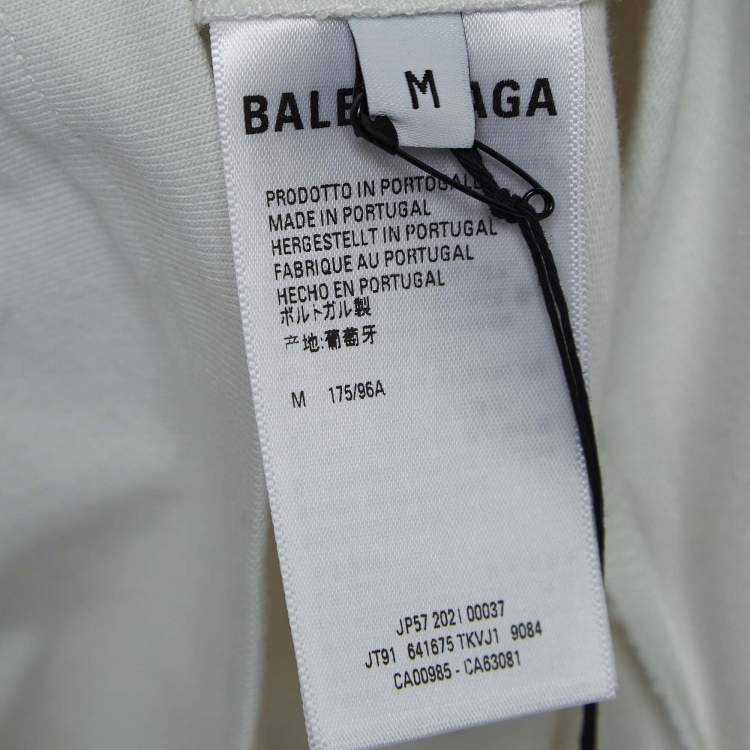 M
BALE AGA
PRODOTTO IN PORTOGALLO
MADE IN PORTUGAL
HERGESTELLT IN PORTUGAL
FABRIQUE AU PORTUGAL
HECHO EN PORTUGAL
ポルトガル製
产地:葡萄牙
M 175/96A
JP57 2021 00037
JT91 641675 TKVJ1 9084
CA00985 - CA63081